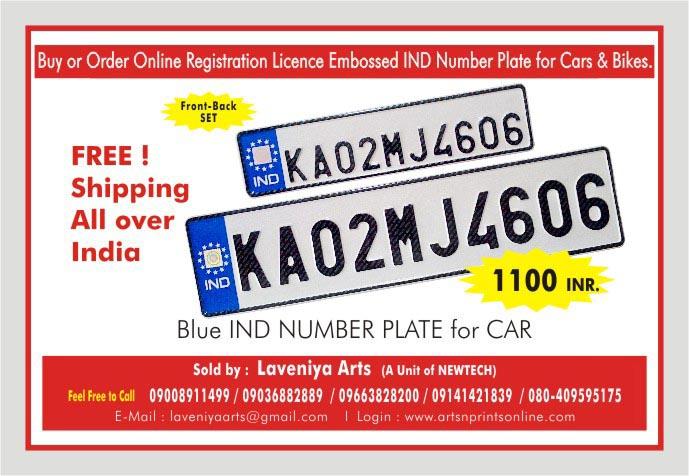 Buy or Order Online Registration Licence Embossed IND Number Plate for Cars & Bikes.
Front-Back
SET
FREE !
Shipping
All over
India
IND
KA02MJ4606
IND
KA02MJ4606
1100 INR.
Blue IND NUMBER PLATE for CAR
Sold by : Laveniya Arts (A Unit of NEWTECH)
Feel Free to Call 09008911499 / 09036882889 / 09663828200 / 09141421839 / 080-409595175
E-Mail : laveniyaarts@gmail.com I Login : www.artsnprintsonline.com